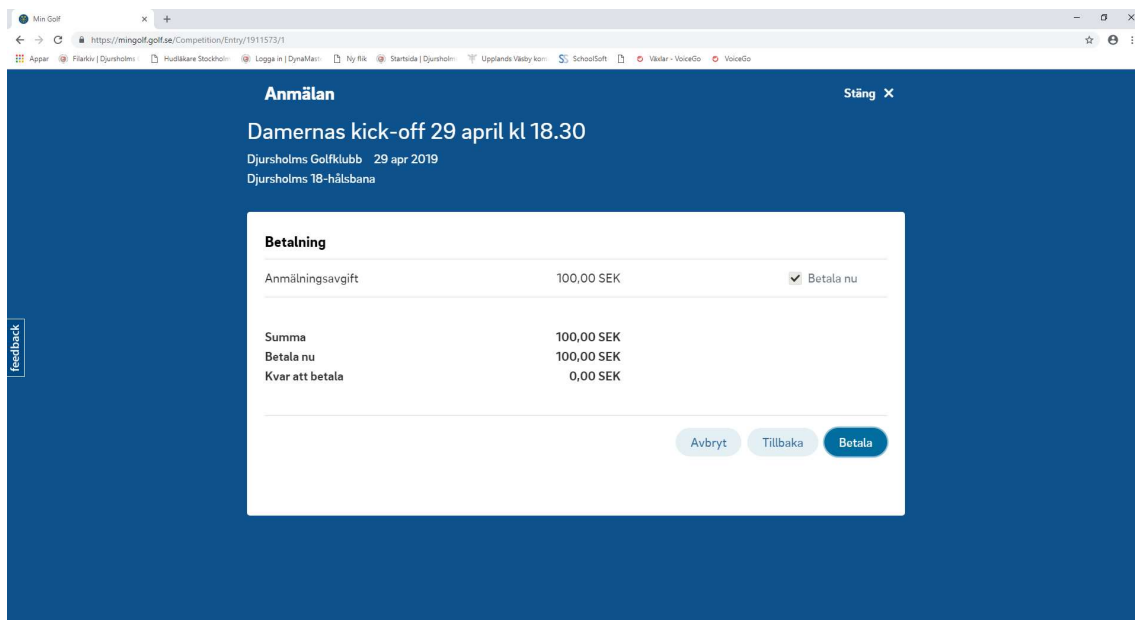 Min Golf
https://mingolf.golf.se/Competition/Entry/1911573/1
Appar Filarkiv | Djursholms Hudläkare Stockholm Logga in | DynaMast Ny flik Startsida | Djursholms Upplands Väsby kom SchoolSoft Växlar - VoiceGo VoiceGo
Anmälan Stäng X
Damernas kick-off 29 april kl 18.30
Djursholms Golfklubb 29 apr 2019
Djursholms 18-hålsbana
Betalning
Anmälningsavgift 100,00 SEK Betala nu
feedback
Summa 100,00 SEK
Betala nu 100,00 SEK
Kvar att betala 0,00 SEK
Avbryt Tillbaka Betala